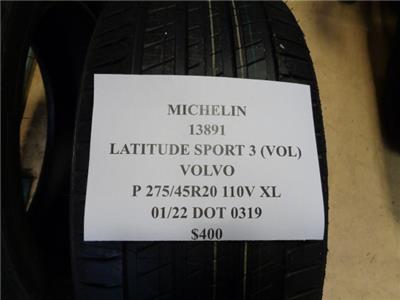 MICHELIN
13891
LATITUDE SPORT 3 (VOL)
VOLVO
P 275/45R20 110V XL
01/22 DOT 0319
$400